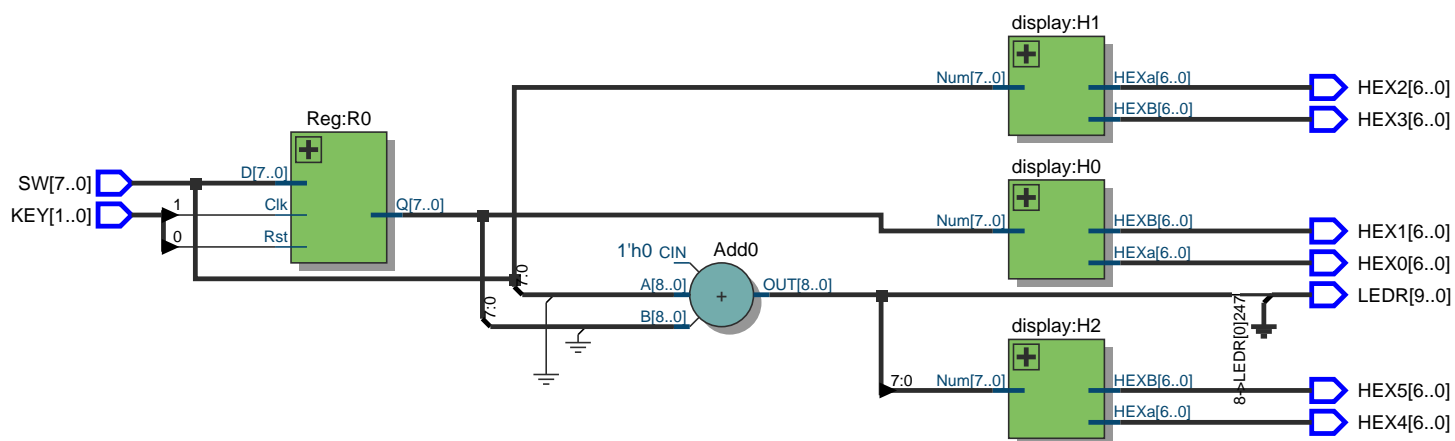 display:H1
Num[7..0]
HEXa[6..0]
HEX2[6..0]
HEXB[6..0]
HEX3[6..0]
Reg:R0
SW[7..0]
D[7..0]
KEY[1..0]
1
Clk
Q[7..0]
0
Rst
display:H0
Num[7..0]
HEXB[6..0]
HEX1[6..0]
HEXa[6..0]
HEX0[6..0]
1'h0 CIN
Add0
7:0
A[8..0]
+
OUT[8..0]
LEDR[9..0]
7:0
B[8..0]
8->LEDR[0]247
display:H2
7:0
Num[7..0]
HEXB[6..0]
HEX5[6..0]
HEXa[6..0]
HEX4[6..0]